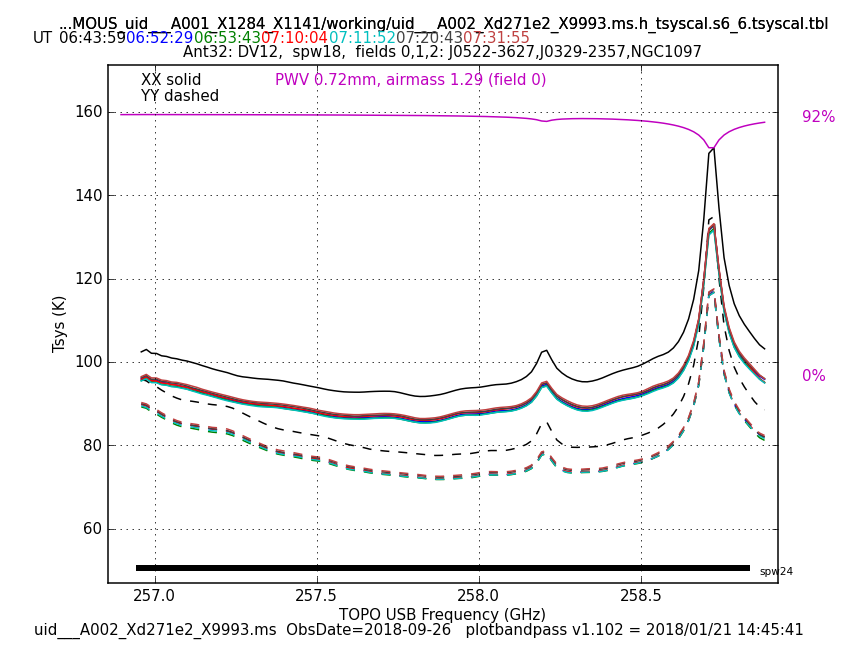 ...MOUS_uid___A001_X1284_X1141/working/uid___A002_Xd271e2_X9993.ms.h_tsyscal.s6_6.tsyscal.tbl
UT 06:43:59 06:52:29 06:53:43 07:10:04 07:11:52 07:20:43 07:31:55
Ant32: DV12,  spw18,  fields 0,1,2: J0522-3627,J0329-2357,NGC1097
XX solid
PWV 0.72mm, airmass 1.29 (field 0)
YY dashed
160
92%
140
120
Tsys (K)
100
0%
80
60
spw24
257.0 257.5 258.0 258.5
TOPO USB Frequency (GHz)
uid___A002_Xd271e2_X9993.ms  ObsDate=2018-09-26   plotbandpass v1.102 = 2018/01/21 14:45:41